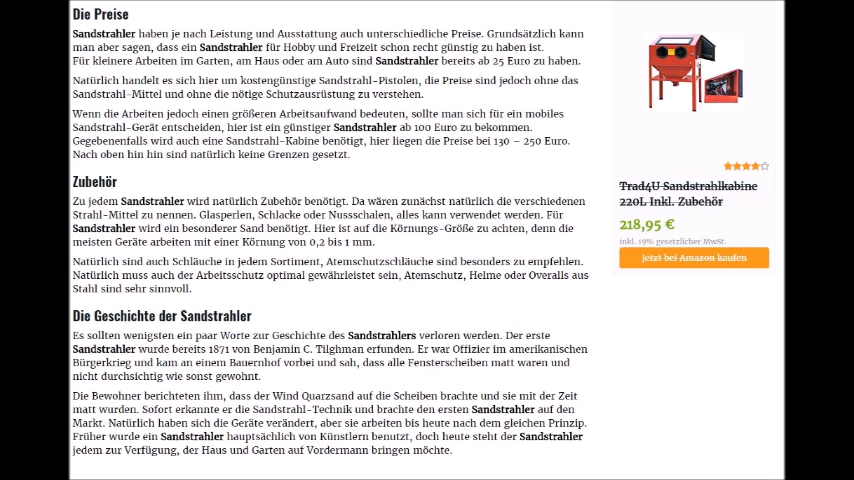 Die Preise
Sandstrahler haben je nach Leistung und Ausstattung auch unterschiedliche Preise. Grundsätzlich kann
man aber sagen, dass ein Sandstrahler für Hobby und Freizeit schon recht günstig zu haben ist.
Für kleinere Arbeiten im Garten, am Haus oder am Auto sind Sandstrahler bereits ab 25 Euro zu haben.
Natürlich handelt es sich hier um kostengünstige Sandstrahl-Pistolen, die Preise sind jedoch ohne das
Sandstrahl-Mittel und ohne die nötige Schutzausrüstung zu verstehen.
Wenn die Arbeiten jedoch einen größeren Arbeitsaufwand bedeuten, sollte man sich für ein mobiles
Sandstrahl-Gerät entscheiden, hier ist ein günstiger Sandstrahler ab 100 Euro zu bekommen.
Gegebenenfalls wird auch eine Sandstrahl-Kabine benötigt, hier liegen die Preise bei 130 – 250 Euro.
Nach oben hin hin sind natürlich keine Grenzen gesetzt.
Zubehör
Zu jedem Sandstrahler wird natürlich Zubehör benötigt. Da wären zunächst natürlich die verschiedenen
Strahl-Mittel zu nennen. Glasperlen, Schlacke oder Nussschalen, alles kann verwendet werden. Für
Sandstrahler wird ein besonderer Sand benötigt. Hier ist auf die Körnungs-Größe zu achten, denn die
meisten Geräte arbeiten mit einer Körnung von 0,2 bis 1 mm.
Natürlich sind auch Schläuche in jedem Sortiment, Atemschutzschläuche sind besonders zu empfehlen.
Natürlich muss auch der Arbeitsschutz optimal gewährleistet sein, Atemschutz, Helme oder Overalls aus
Stahl sind sehr sinnvoll.
Die Geschichte der Sandstrahler
Es sollten wenigsten ein paar Worte zur Geschichte des Sandstrahlers verloren werden. Der erste
Sandstrahler wurde bereits 1871 von Benjamin C. Tilghman erfunden. Er war Offizier im amerikanischen
Bürgerkrieg und kam an einem Bauernhof vorbei und sah, dass alle Fensterscheiben matt waren und
nicht durchsichtig wie sonst gewohnt.
Die Bewohner berichteten ihm, dass der Wind Quarzsand auf die Scheiben brachte und sie mit der Zeit
matt wurden. Sofort erkannte er die Sandstrahl-Technik und brachte den ersten Sandstrahler auf den
Markt. Natürlich haben sich die Geräte verändert, aber sie arbeiten bis heute nach dem gleichen Prinzip.
Früher wurde ein Sandstrahler hauptsächlich von Künstlern benutzt, doch heute steht der Sandstrahler
jedem zur Verfügung, der Haus und Garten auf Vordermann bringen möchte.
Trad4U Sandstrahlkabine
220L Inkl. Zubehör
218,95 €
inkl. 19% gesetzlicher MwSt.
Jetzt bei Amazon kaufen